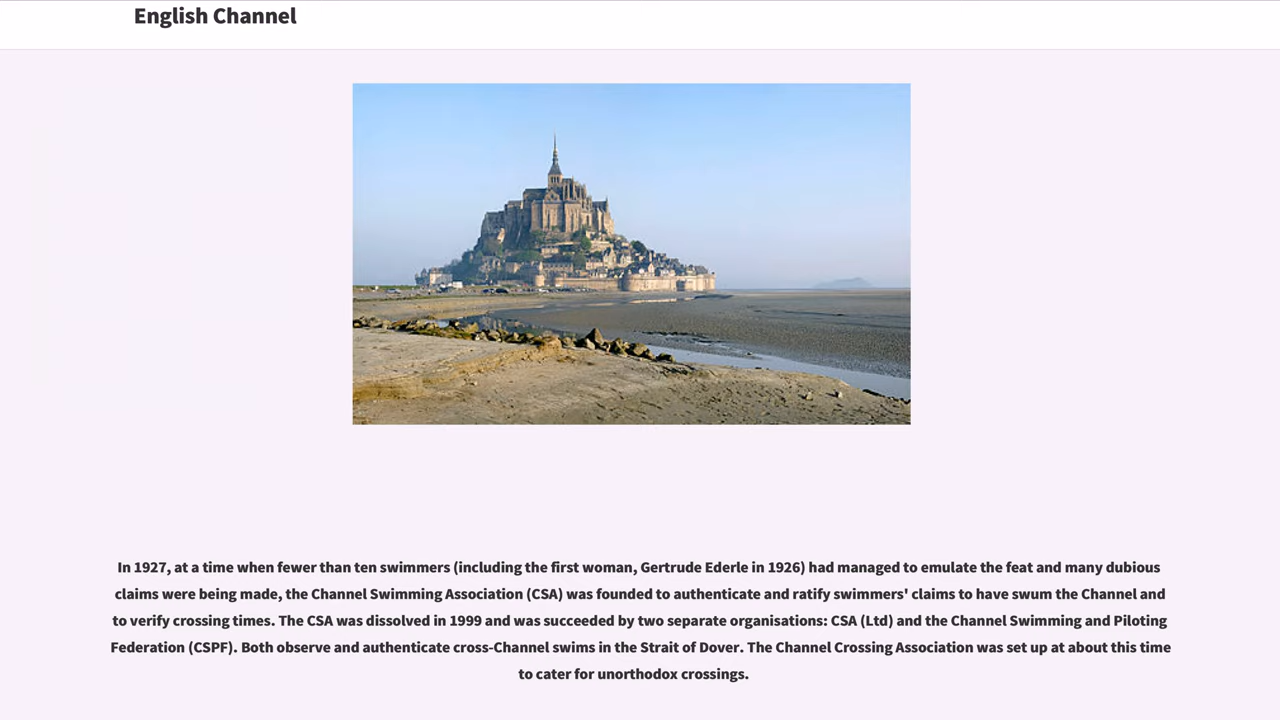 English Channel
In 1927, at a time when fewer than ten swimmers (including the first woman, Gertrude Ederle in 1926) had managed to emulate the feat and many dubious
claims were being made, the Channel Swimming Association (CSA) was founded to authenticate and ratify swimmers' claims to have swum the Channel and
to verify crossing times. The CSA was dissolved in 1999 and was succeeded by two separate organisations: CSA (Ltd) and the Channel Swimming and Piloting
Federation (CSPF). Both observe and authenticate cross-Channel swims in the Strait of Dover. The Channel Crossing Association was set up at about this time
to cater for unorthodox crossings.